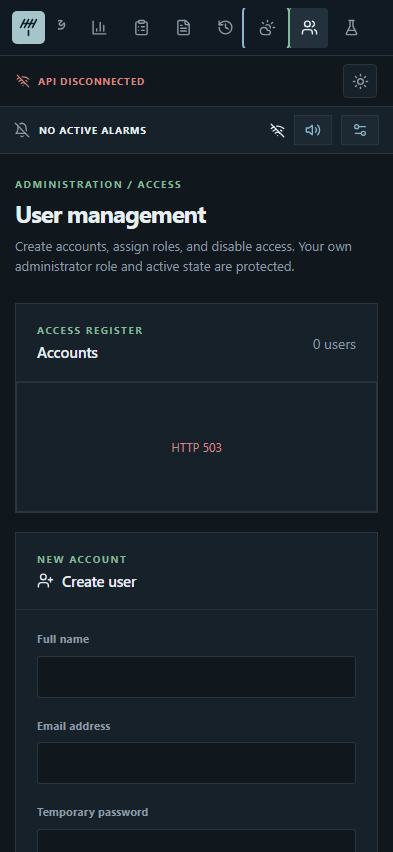 API DISCONNECTED
NO ACTIVE ALARMS
ADMINISTRATION / ACCESS
User management
Create accounts, assign roles, and disable access. Your own
administrator role and active state are protected.
ACCESS REGISTER
Accounts
0 users
HTTP 503
NEW ACCOUNT
Create user
Full name
Email address
Temporary password